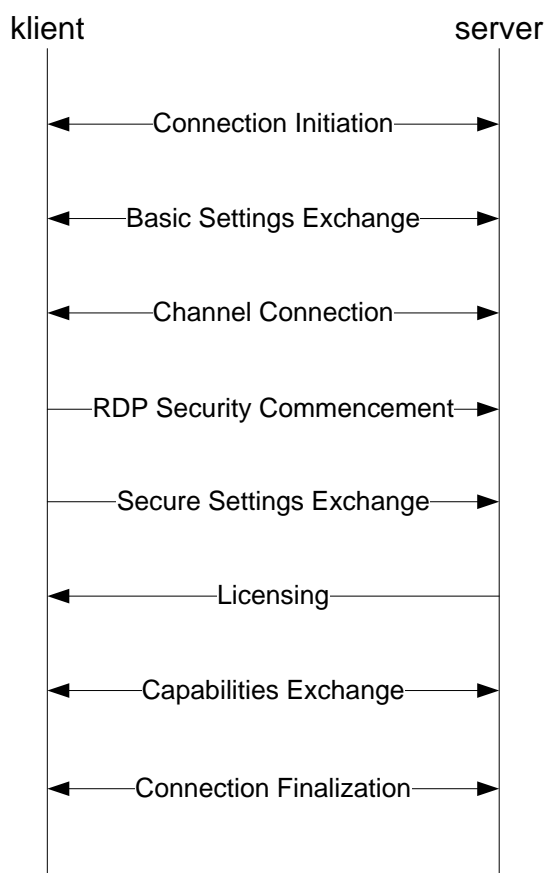 klient
server
Connection Initiation
Basic Settings Exchange
Channel Connection
RDP Security Commencement
Secure Settings Exchange
Licensing
Capabilities Exchange
Connection Finalization